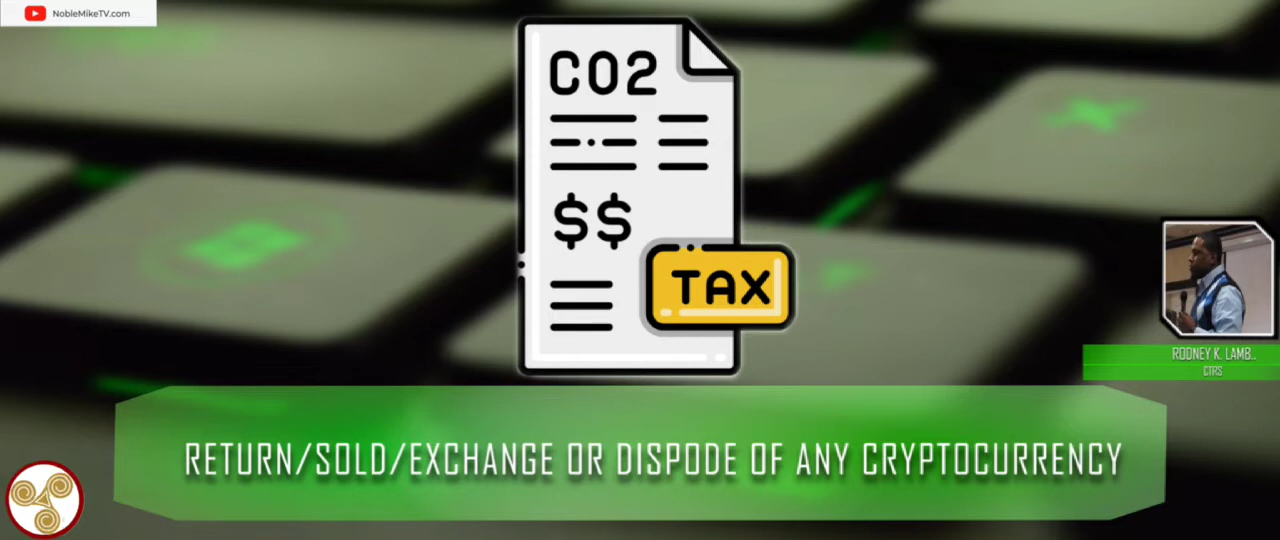 NobleMikeTV.com
CO2
$$
TAX
RODNEY K. LAMB..
CTRS
RETURN/SOLD/EXCHANGE OR DISPODE OF ANY CRYPTOCURRENCY